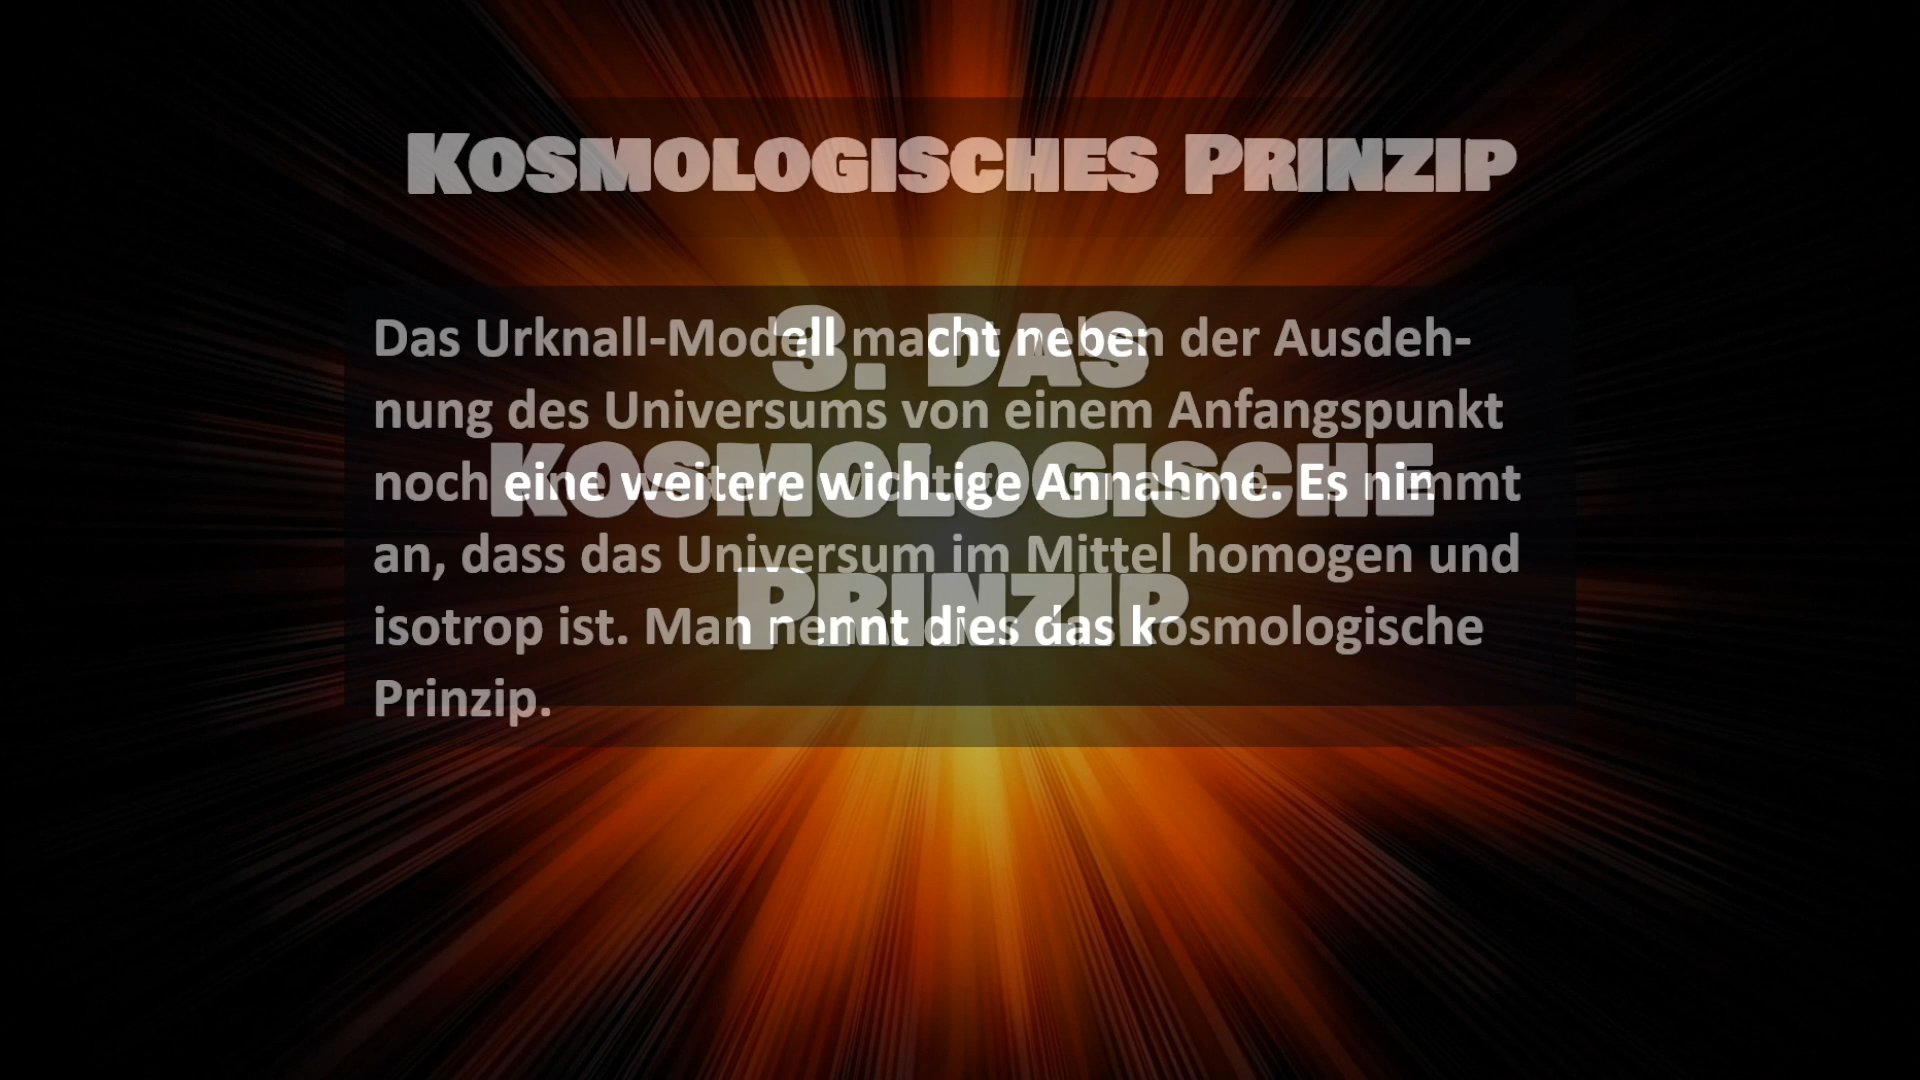 Kosmologisches Prinzip
3. Das
kosmologische
Prinzip
Das Urknall-Modell macht neben der Ausdeh-
nung des Universums von einem Anfangspunkt
noch eine weitere wichtige Annahme. Es nimmt
an, dass das Universum im Mittel homogen und
isotrop ist. Man nennt dies das kosmologische
Prinzip.